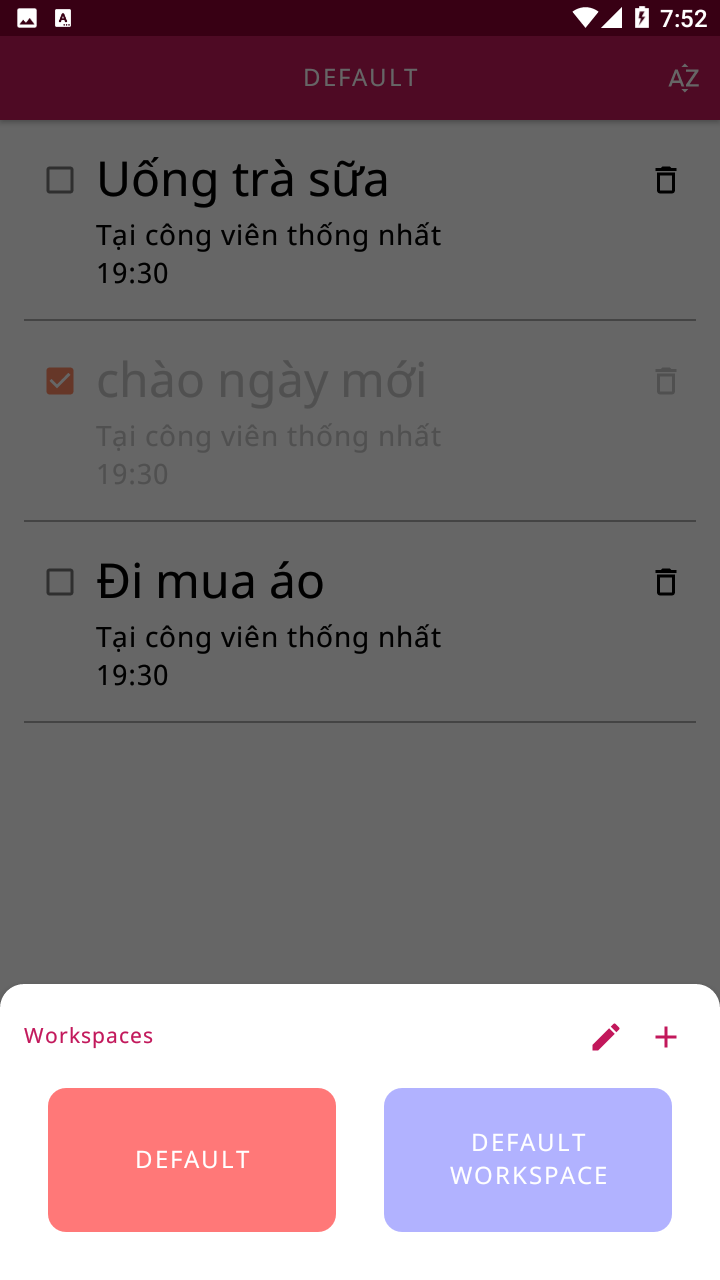 7:52
DEFAULT
AZ
Uống trà sữa
Tại công viên thống nhất
19:30
chào ngày mới
Tại công viên thống nhất
19:30
Đi mua áo
Tại công viên thống nhất
19:30
Workspaces
DEFAULT
DEFAULT
WORKSPACE